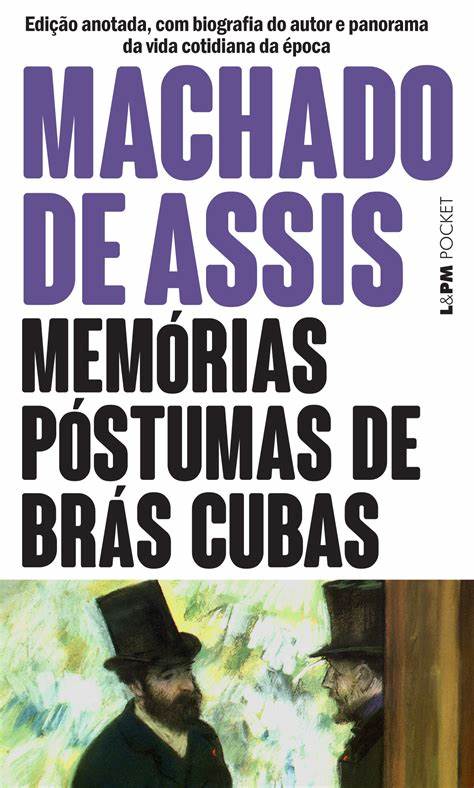 Edição anotada, com biografia do autor e panorama
da vida cotidiana da época
MACHADO
DE ASSIS
L&PM POCKET
MEMÓRIAS
PÓSTUMAS DE
BRÁS CUBAS